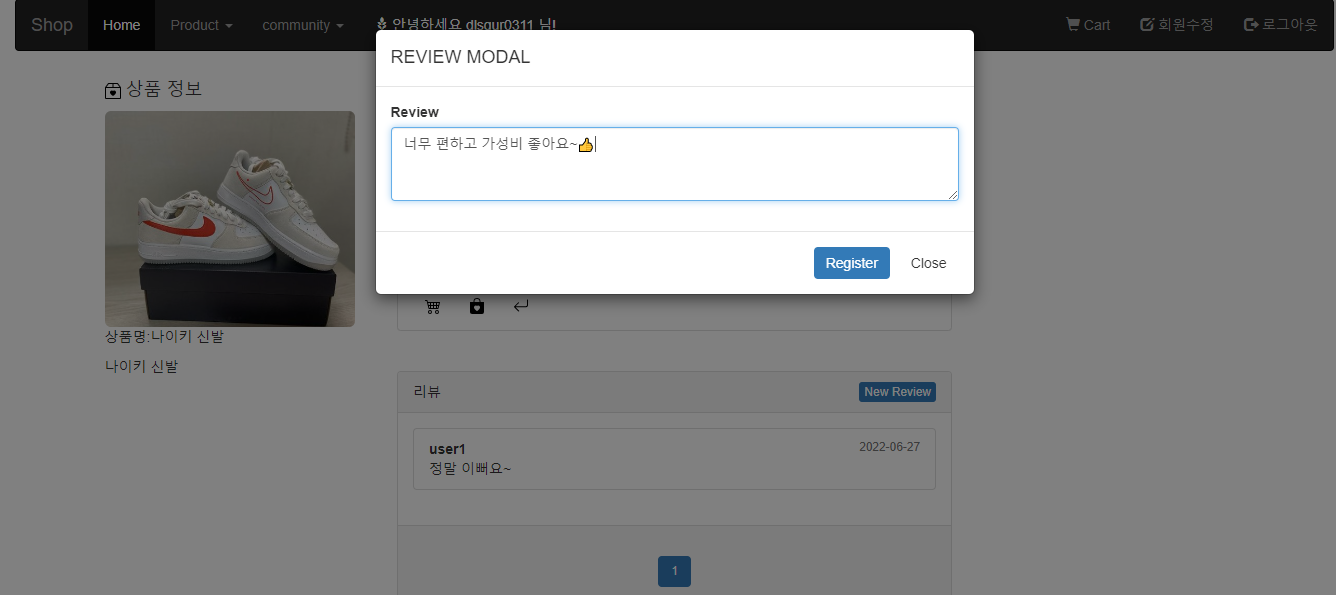 Shop Home Product community 안녕하세요 dlsgur0311 님! Cart 회원수정 로그아웃
REVIEW MODAL
상품 정보
Review
너무 편하고 가성비 좋아요~👍
Register Close
상품명:나이키 신발
나이키 신발
리뷰 New Review
user1 2022-06-27
정말 이뻐요~
1